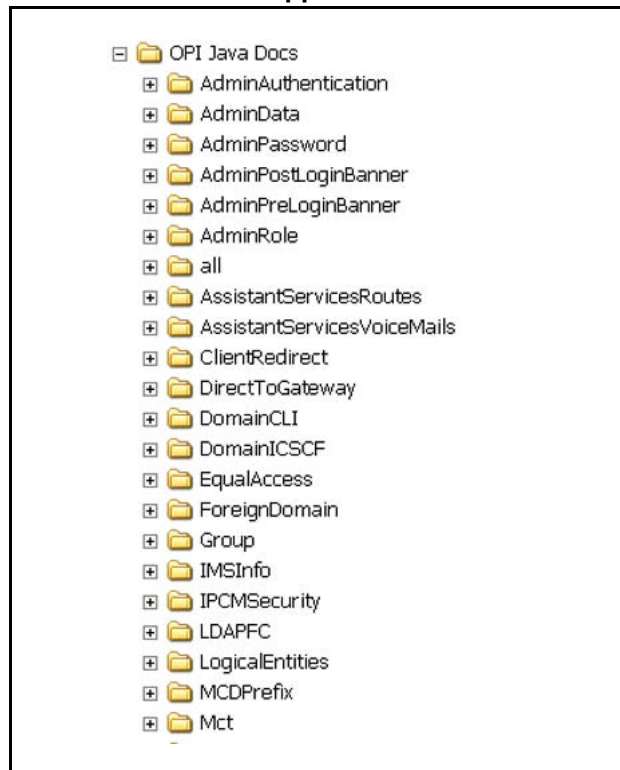 OPI Java Docs
AdminAuthentication
AdminData
AdminPassword
AdminPostLoginBanner
AdminPreLoginBanner
AdminRole
all
AssistantServicesRoutes
AssistantServicesVoiceMails
ClientRedirect
DirectToGateway
DomainCLI
DomainICSCF
EqualAccess
ForeignDomain
Group
IMSInfo
IPCMSecurity
LDAPFC
LogicalEntities
MCDPrefix
Mct